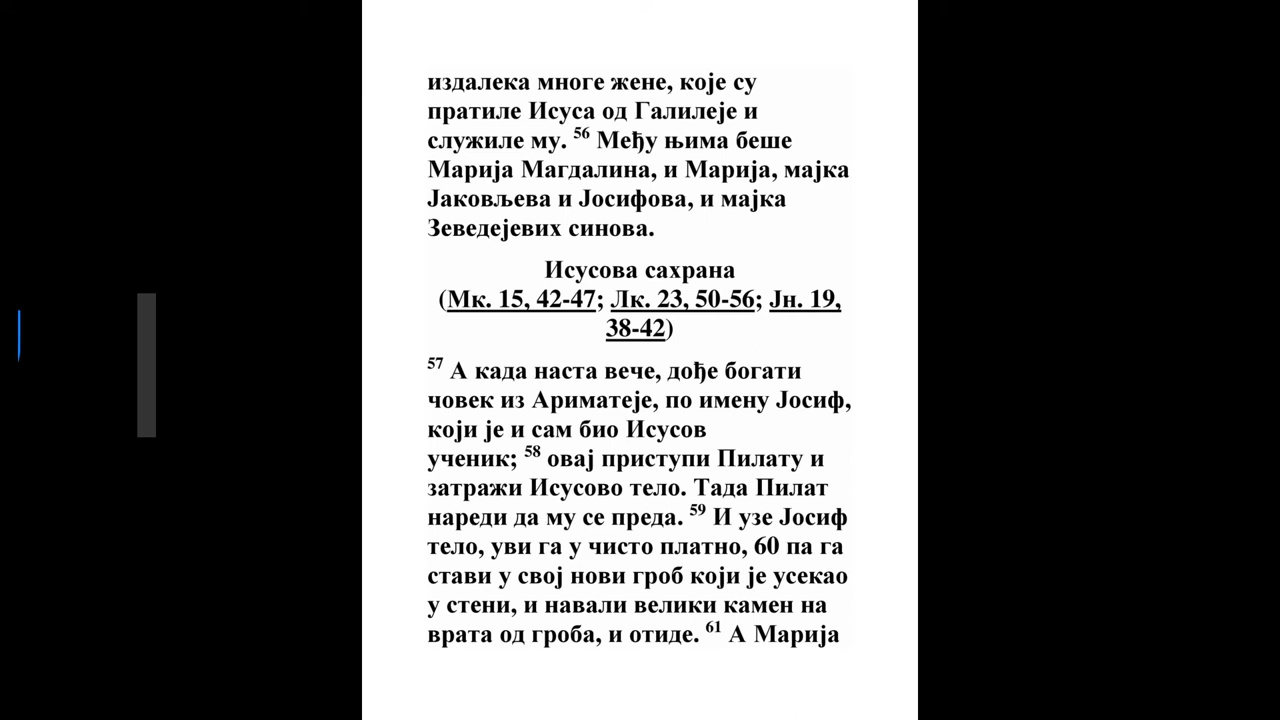 издалека многе жене, које су
пратиле Исуса од Галилеје и
служиле му. 56 Међу њима беше
Марија Магдалина, и Марија, мајка
Јаковљева и Јосифова, и мајка
Зеведејевих синова.
Исусова сахрана
(Мк. 15, 42-47; Лк. 23, 50-56; Јн. 19,
38-42)
57 А када наста вече, дође богати
човек из Ариматеје, по имену Јосиф,
који је и сам био Исусов
ученик; 58 овај приступи Пилату и
затражи Исусово тело. Тада Пилат
нареди да му се преда. 59 И узе Јосиф
тело, уви га у чисто платно, 60 па га
стави у свој нови гроб који је усекао
у стени, и навали велики камен на
врата од гроба, и отиде. 61 А Марија